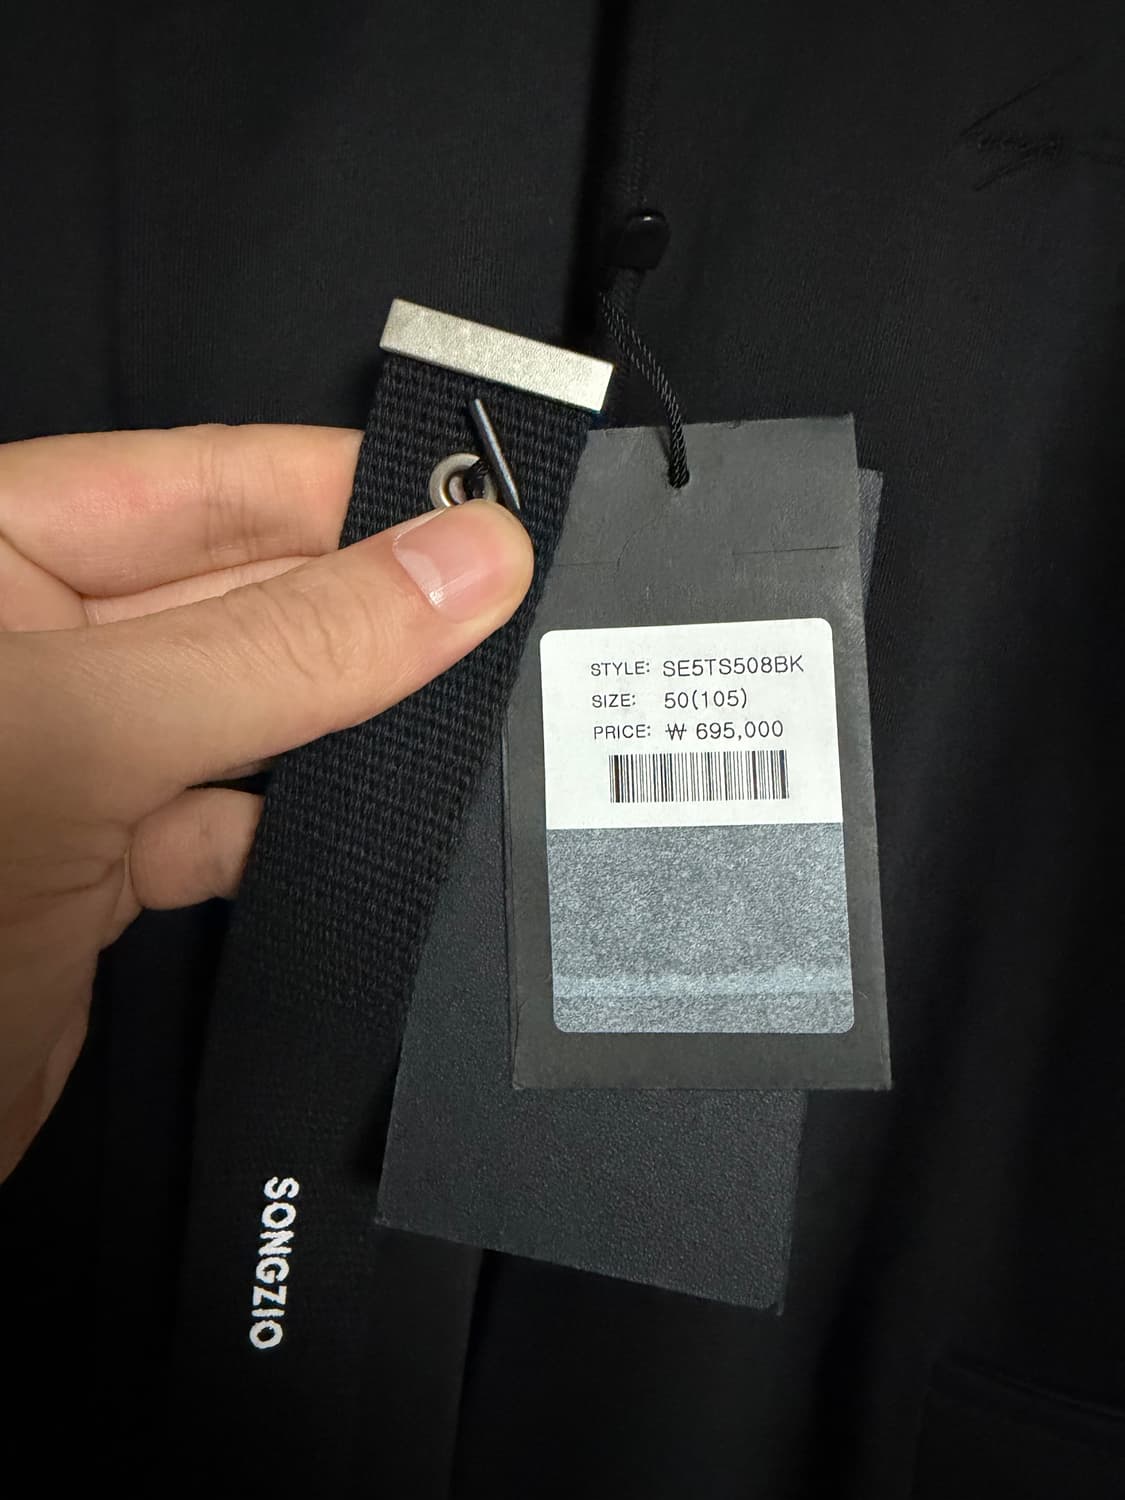 STYLE: SE5TS508BK
SIZE: 50(105)
PRICE: ₩ 695,000
SONGZIO